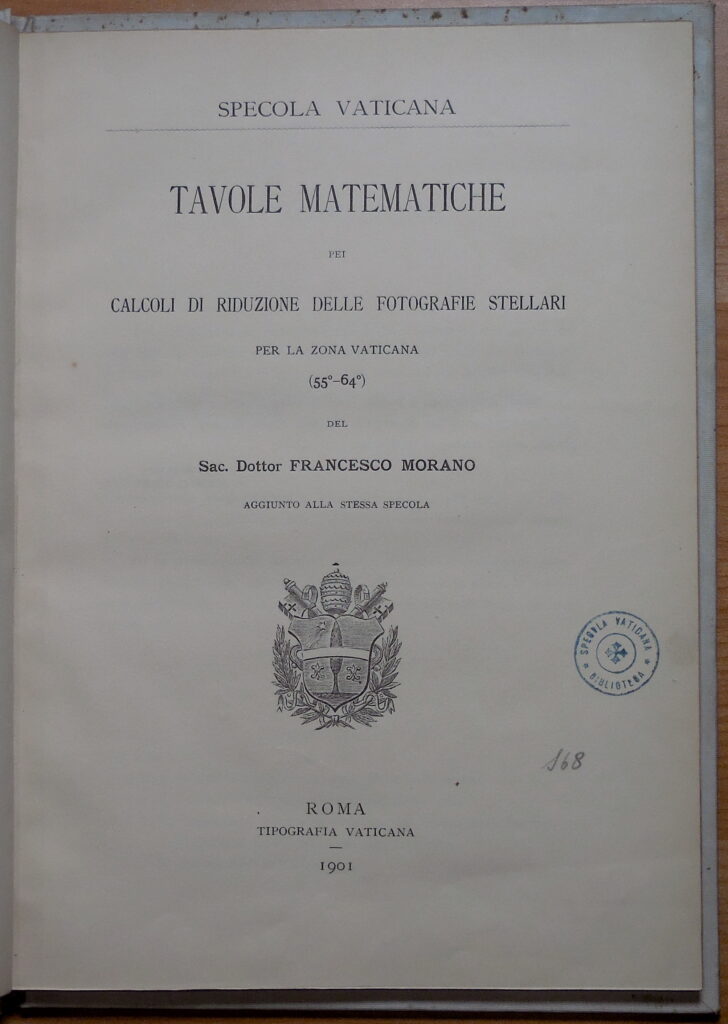 SPECOLA VATICANA
TAVOLE MATEMATICHE
PEI
CALCOLI DI RIDUZIONE DELLE FOTOGRAFIE STELLARI
PER LA ZONA VATICANA
(55°–64°)
DEL
Sac. Dottor FRANCESCO MORANO
AGGIUNTO ALLA STESSA SPECOLA
SPECOLA VATICANA
* BIBLIOTECA *
168
ROMA
TIPOGRAFIA VATICANA
1901